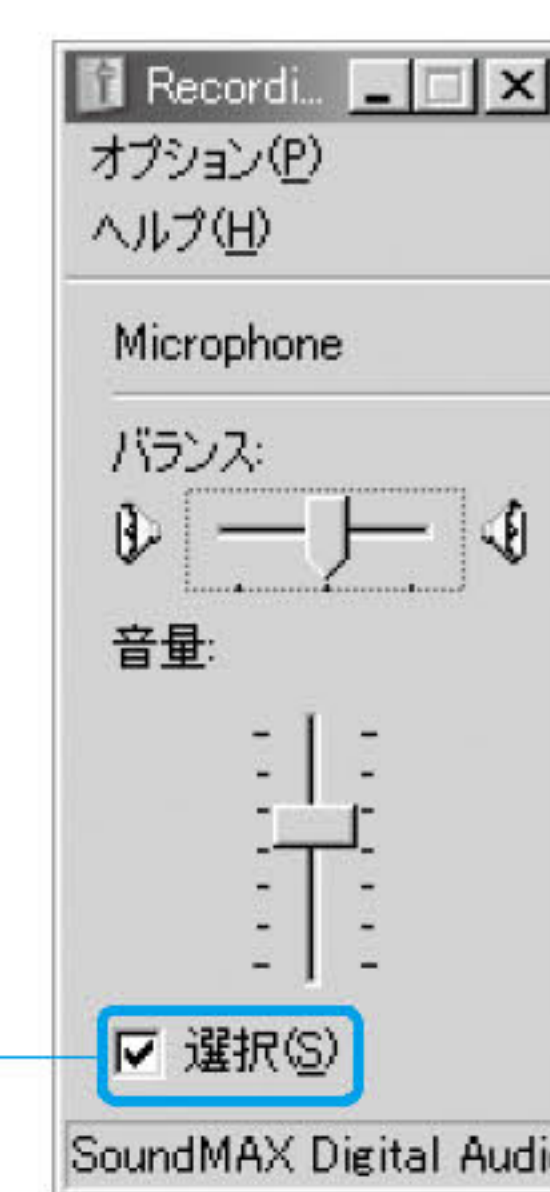 Recordi...
オプション(P)
ヘルプ(H)
Microphone
バランス:
音量:
選択(S)
SoundMAX Digital Audi